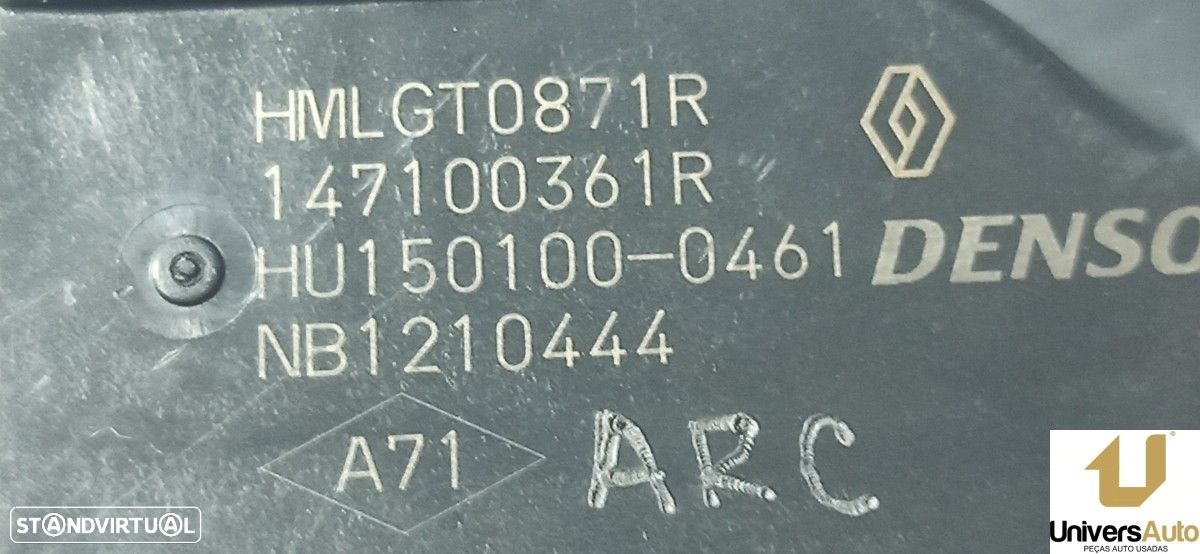 HMLGT0871R
147100361R
HU150100-0461
DENSO
NB1210444
A71
ARC
STANDVIRTUAL
UniversAuto
PEÇAS AUTO USADAS